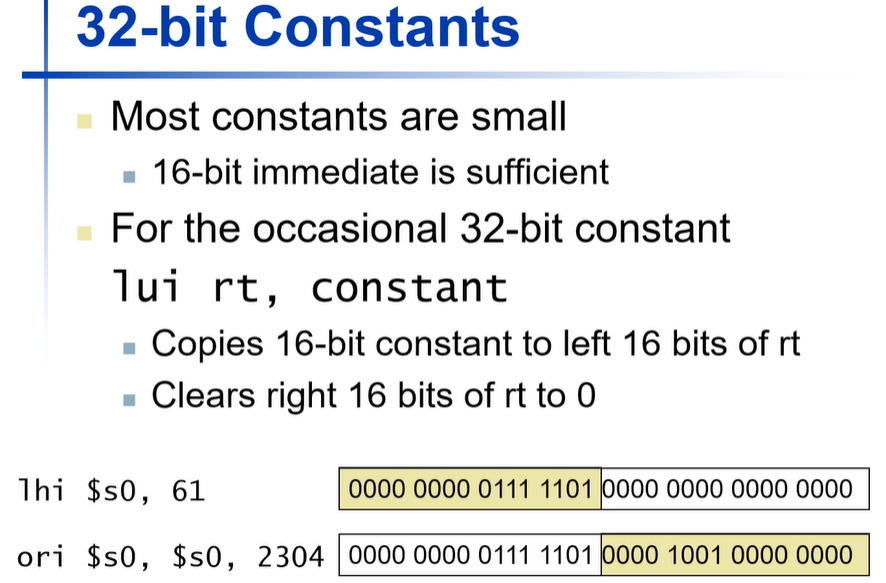 32-bit Constants
Most constants are small
16-bit immediate is sufficient
For the occasional 32-bit constant
lui rt, constant
Copies 16-bit constant to left 16 bits of rt
Clears right 16 bits of rt to 0
lhi $s0, 61 0000 0000 0111 1101 0000 0000 0000 0000
ori $s0, $s0, 2304 0000 0000 0111 1101 0000 1001 0000 0000